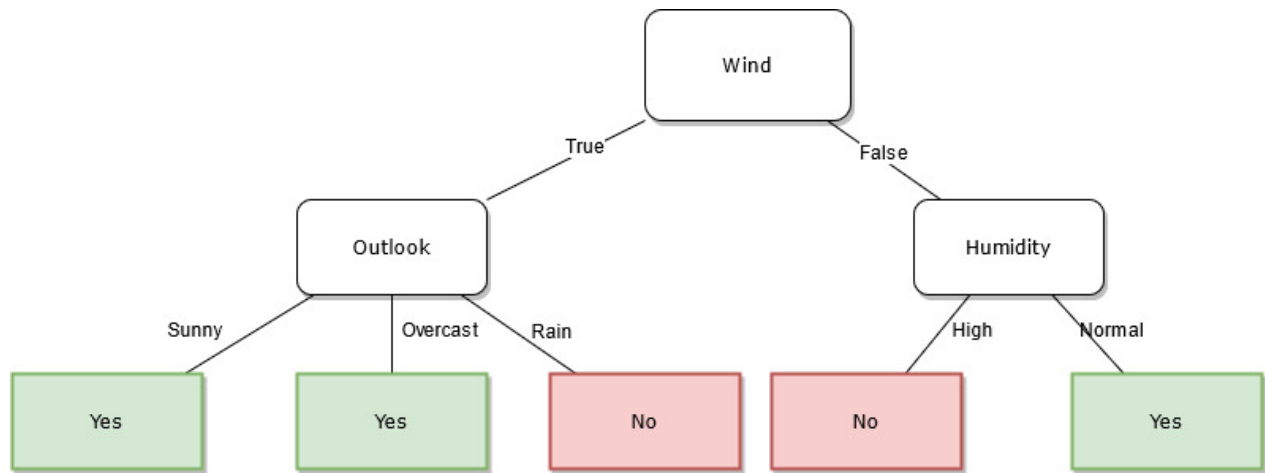 Wind
True
False
Outlook
Humidity
Sunny
Overcast
Rain
High
Normal
Yes
Yes
No
No
Yes